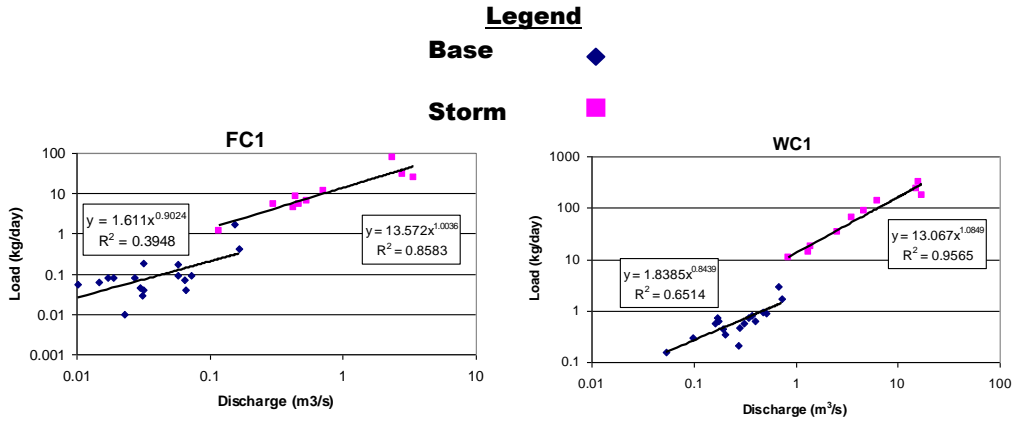 Legend
Base
Storm
FC1
100
10
1
0.1
0.01
0.001
Load (kg/day)
y = 1.611x^0.9024
R² = 0.3948
y = 13.572x^1.0036
R² = 0.8583
0.01 0.1 1 10
Discharge (m3/s)
WC1
1000
100
10
1
0.1
Load (kg/day)
y = 1.8385x^0.8439
R² = 0.6514
y = 13.067x^1.0849
R² = 0.9565
0.01 0.1 1 10 100
Discharge (m³/s)